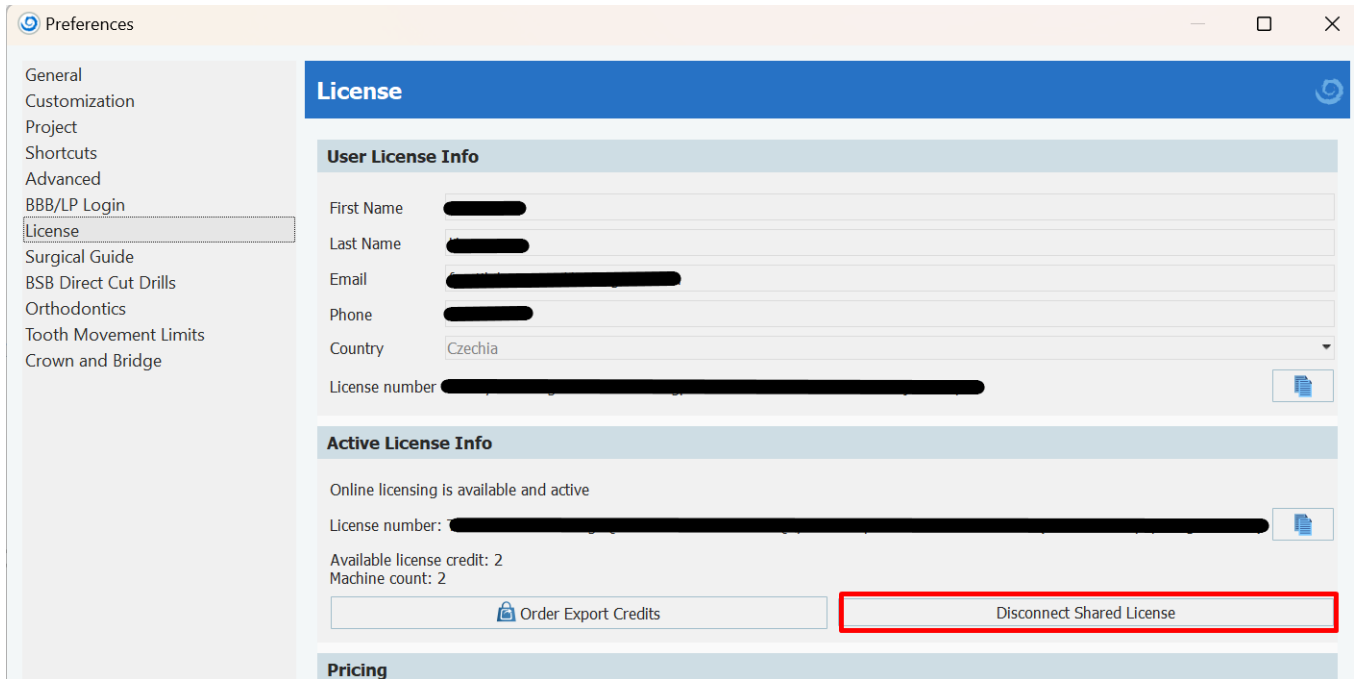 Preferences
General
Customization
Project
Shortcuts
Advanced
BBB/LP Login
License
Surgical Guide
BSB Direct Cut Drills
Orthodontics
Tooth Movement Limits
Crown and Bridge
License
User License Info
First Name
Last Name
Email
Phone
Country Czechia
License number
Active License Info
Online licensing is available and active
License number:
Available license credit: 2
Machine count: 2
Order Export Credits Disconnect Shared License
Pricing